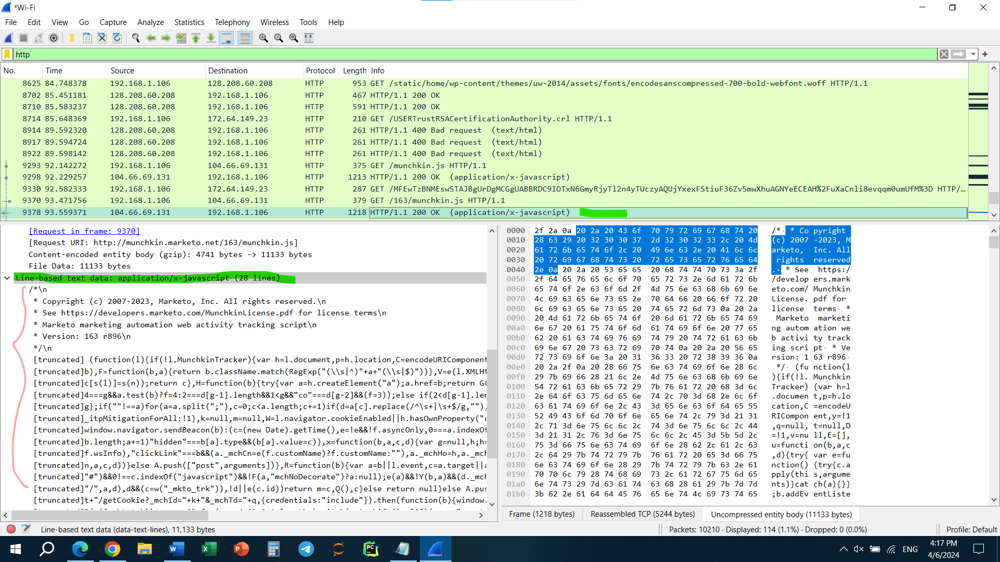 *Wi-Fi
File Edit View Go Capture Analyze Statistics Telephony Wireless Tools Help
http
No. Time Source Destination Protocol Length Info
8625 84.748378 192.168.1.106 128.208.60.208 HTTP 953 GET /static/home/wp-content/themes/uw-2014/assets/fonts/encodesanscompressed-700-bold-webfont.woff HTTP/1.1
8702 85.451181 128.208.60.208 192.168.1.106 HTTP 467 HTTP/1.1 200 OK
8710 85.583237 128.208.60.208 192.168.1.106 HTTP 591 HTTP/1.1 200 OK
8714 85.648369 192.168.1.106 172.64.149.23 HTTP 210 GET /USERTrustRSACertificationAuthority.crl HTTP/1.1
8914 89.592320 128.208.60.208 192.168.1.106 HTTP 261 HTTP/1.1 400 Bad request (text/html)
8917 89.594724 128.208.60.208 192.168.1.106 HTTP 261 HTTP/1.1 400 Bad request (text/html)
8922 89.598142 128.208.60.208 192.168.1.106 HTTP 261 HTTP/1.1 400 Bad request (text/html)
9293 92.142272 192.168.1.106 104.66.69.131 HTTP 375 GET /munchkin.js HTTP/1.1
9298 92.229257 104.66.69.131 192.168.1.106 HTTP 1213 HTTP/1.1 200 OK (application/x-javascript)
9330 92.582333 192.168.1.106 172.64.149.23 HTTP 287 GET /MFEwTzBNMEswSTAJBgUrDgMCGgUABBRDC9IOTxN6GmyRjyTl2n4yTUczyAQUjYxexFStiuF36Zv5mwXhuAGNYeECEAH%2FuXaCnli8evqqm0umUfM%3D HTTP/…
9370 93.471756 192.168.1.106 104.66.69.131 HTTP 379 GET /163/munchkin.js HTTP/1.1
9378 93.559371 104.66.69.131 192.168.1.106 HTTP 1218 HTTP/1.1 200 OK (application/x-javascript)
[Request in frame: 9370]
[Request URI: http://munchkin.marketo.net/163/munchkin.js]
Content-encoded entity body (gzip): 4741 bytes -> 11133 bytes
File Data: 11133 bytes
Line-based text data: application/x-javascript (28 lines)
/*\n
* Copyright (c) 2007-2023, Marketo, Inc. All rights reserved.\n
* See https://developers.marketo.com/MunchkinLicense.pdf for license terms\n
* Marketo marketing automation web activity tracking script\n
* Version: 163 r896\n
*/\n
[truncated] (function(l){if(!l.MunchkinTracker){var h=l.document,p=h.location,C=encodeURIComponent
[truncated]b},F=function(b,a){return b.className.match(RegExp("(\\s|^)"+a+"(\\s|$)"))},V=e(l.XMLHt
[truncated]c[s(l)]=s(n));return c},H=function(b){try{var a=h.createElement("a");a.href=b;return G(
[truncated]4===g&&a.test(b)?f=4:2===d[g-1].length&&1<g&&"co"===d[g-2]&&(f=3));else if(2<d[g-1].len
[truncated]g};if(""!==a)for(a=a.split(";"),c=0;c<a.length;c+=1)if(d=a[c].replace(/^\s+|\s+$/g,""),
[truncated]_itpMitigationForAll:!1},k=null,m=null,W=l.navigator.cookieEnabled||h.hasOwnProperty("c
[truncated]window.navigator.sendBeacon(b):(c=(new Date).getTime(),e=!e&&!f.asyncOnly,0===a.indexOf
[truncated]b.length;a+=1)"hidden"===b[a].type&&(b[a].value=c)},x=function(b,a,c,d){var g=null,h;h=
[truncated]f.wsInfo),"clickLink"===b&&(a._mchCn=e(f.customName)?f.customName:""),a._mchHo=h,a._mch
[truncated]n,a,c,d))}else A.push(["post",arguments])},R=function(b){var a=b||l.event,c=a.target||a
[truncated]"#")&&0!==c.indexOf("javascript")&&!F(a,"mchNoDecorate")?a:null);e(a)&&!Y(b,a)&&(d._mch
[truncated]"/",a,d),d&&(c=w("_mkto_trk")),!d||e(c.id))return m=c,Q(),c}else return null}else A.pus
[truncated]t+"/getCookie?_mchId="+k+"&_mchTd="+q,{credentials:"include"}).then(function(b){window.
0000 2f 2a 0a 20 2a 20 43 6f 70 79 72 69 67 68 74 20 /*· * Co pyright
0010 28 63 29 20 32 30 30 37 2d 32 30 32 33 2c 20 4d (c) 2007 -2023, M
0020 61 72 6b 65 74 6f 2c 20 49 6e 63 2e 20 41 6c 6c arketo, Inc. All
0030 20 72 69 67 68 74 73 20 72 65 73 65 72 76 65 64 rights reserved
0040 2e 0a 20 2a 20 53 65 65 20 68 74 74 70 73 3a 2f .· * See https:/
0050 2f 64 65 76 65 6c 6f 70 65 72 73 2e 6d 61 72 6b /develop ers.mark
0060 65 74 6f 2e 63 6f 6d 2f 4d 75 6e 63 68 6b 69 6e eto.com/ Munchkin
0070 4c 69 63 65 6e 73 65 2e 70 64 66 20 66 6f 72 20 License. pdf for
0080 6c 69 63 65 6e 73 65 20 74 65 72 6d 73 0a 20 2a license terms· *
0090 20 4d 61 72 6b 65 74 6f 20 6d 61 72 6b 65 74 69 Marketo marketi
00a0 6e 67 20 61 75 74 6f 6d 61 74 69 6f 6e 20 77 65 ng autom ation we
00b0 62 20 61 63 74 69 76 69 74 79 20 74 72 61 63 6b b activi ty track
00c0 69 6e 67 20 73 63 72 69 70 74 0a 20 2a 20 56 65 ing scri pt· * Ve
00d0 72 73 69 6f 6e 3a 20 31 36 33 20 72 38 39 36 0a rsion: 1 63 r896·
00e0 20 2a 2f 0a 20 28 66 75 6e 63 74 69 6f 6e 28 6c */· (fu nction(l
00f0 29 7b 69 66 28 21 6c 2e 4d 75 6e 63 68 6b 69 6e ){if(!l. Munchkin
0100 54 72 61 63 6b 65 72 29 7b 76 61 72 20 68 3d 6c Tracker) {var h=l
0110 2e 64 6f 63 75 6d 65 6e 74 2c 70 3d 68 2e 6c 6f .documen t,p=h.lo
0120 63 61 74 69 6f 6e 2c 43 3d 65 6e 63 6f 64 65 55 cation,C =encodeU
0130 52 49 43 6f 6d 70 6f 6e 65 6e 74 2c 79 3d 21 31 RICompon ent,y=!1
0140 2c 71 3d 6e 75 6c 6c 2c 74 3d 6e 75 6c 6c 2c 44 ,q=null, t=null,D
0150 3d 21 31 2c 76 3d 6e 75 6c 6c 2c 45 3d 5b 5d 2c =!1,v=nu ll,E=[],
0160 75 3d 66 75 6e 63 74 69 6f 6e 28 62 2c 61 2c 63 u=functi on(b,a,c
0170 2c 64 29 7b 74 72 79 7b 76 61 72 20 65 3d 66 75 ,d){try{ var e=fu
0180 6e 63 74 69 6f 6e 28 29 7b 74 72 79 7b 63 2e 61 nction() {try{c.a
0190 70 70 6c 79 28 74 68 69 73 2c 61 72 67 75 6d 65 pply(thi s,argume
01a0 6e 74 73 29 7d 63 61 74 63 68 28 61 29 7b 7d 7d nts)}cat ch(a){}}
01b0 3b 62 2e 61 64 64 45 76 65 6e 74 4c 69 73 74 65 ;b.addEv entListe
Frame (1218 bytes) Reassembled TCP (5244 bytes) Uncompressed entity body (11133 bytes)
Line-based text data (data-text-lines), 11,133 bytes
Packets: 10210 · Displayed: 114 (1.1%) · Dropped: 0 (0.0%)
Profile: Default
ENG
4:17 PM
4/6/2024